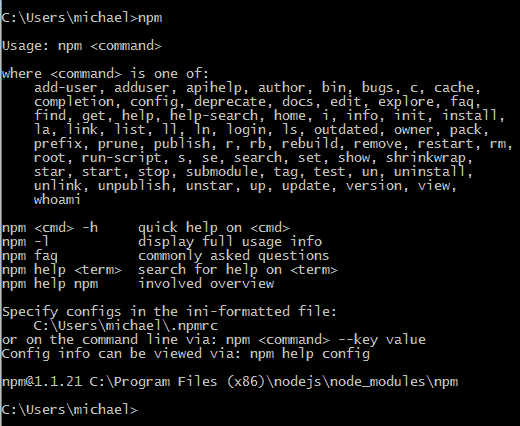 C:\Users\michael>npm
Usage: npm <command>
where <command> is one of:
    add-user, adduser, apihelp, author, bin, bugs, c, cache,
    completion, config, deprecate, docs, edit, explore, faq,
    find, get, help, help-search, home, i, info, init, install,
    la, link, list, ll, ln, login, ls, outdated, owner, pack,
    prefix, prune, publish, r, rb, rebuild, remove, restart, rm,
    root, run-script, s, se, search, set, show, shrinkwrap,
    star, start, stop, submodule, tag, test, un, uninstall,
    unlink, unpublish, unstar, up, update, version, view,
    whoami
npm <cmd> -h     quick help on <cmd>
npm -l           display full usage info
npm faq          commonly asked questions
npm help <term>  search for help on <term>
npm help npm     involved overview
Specify configs in the ini-formatted file:
    C:\Users\michael\.npmrc
or on the command line via: npm <command> --key value
Config info can be viewed via: npm help config
npm@1.1.21 C:\Program Files (x86)\nodejs\node_modules\npm
C:\Users\michael>